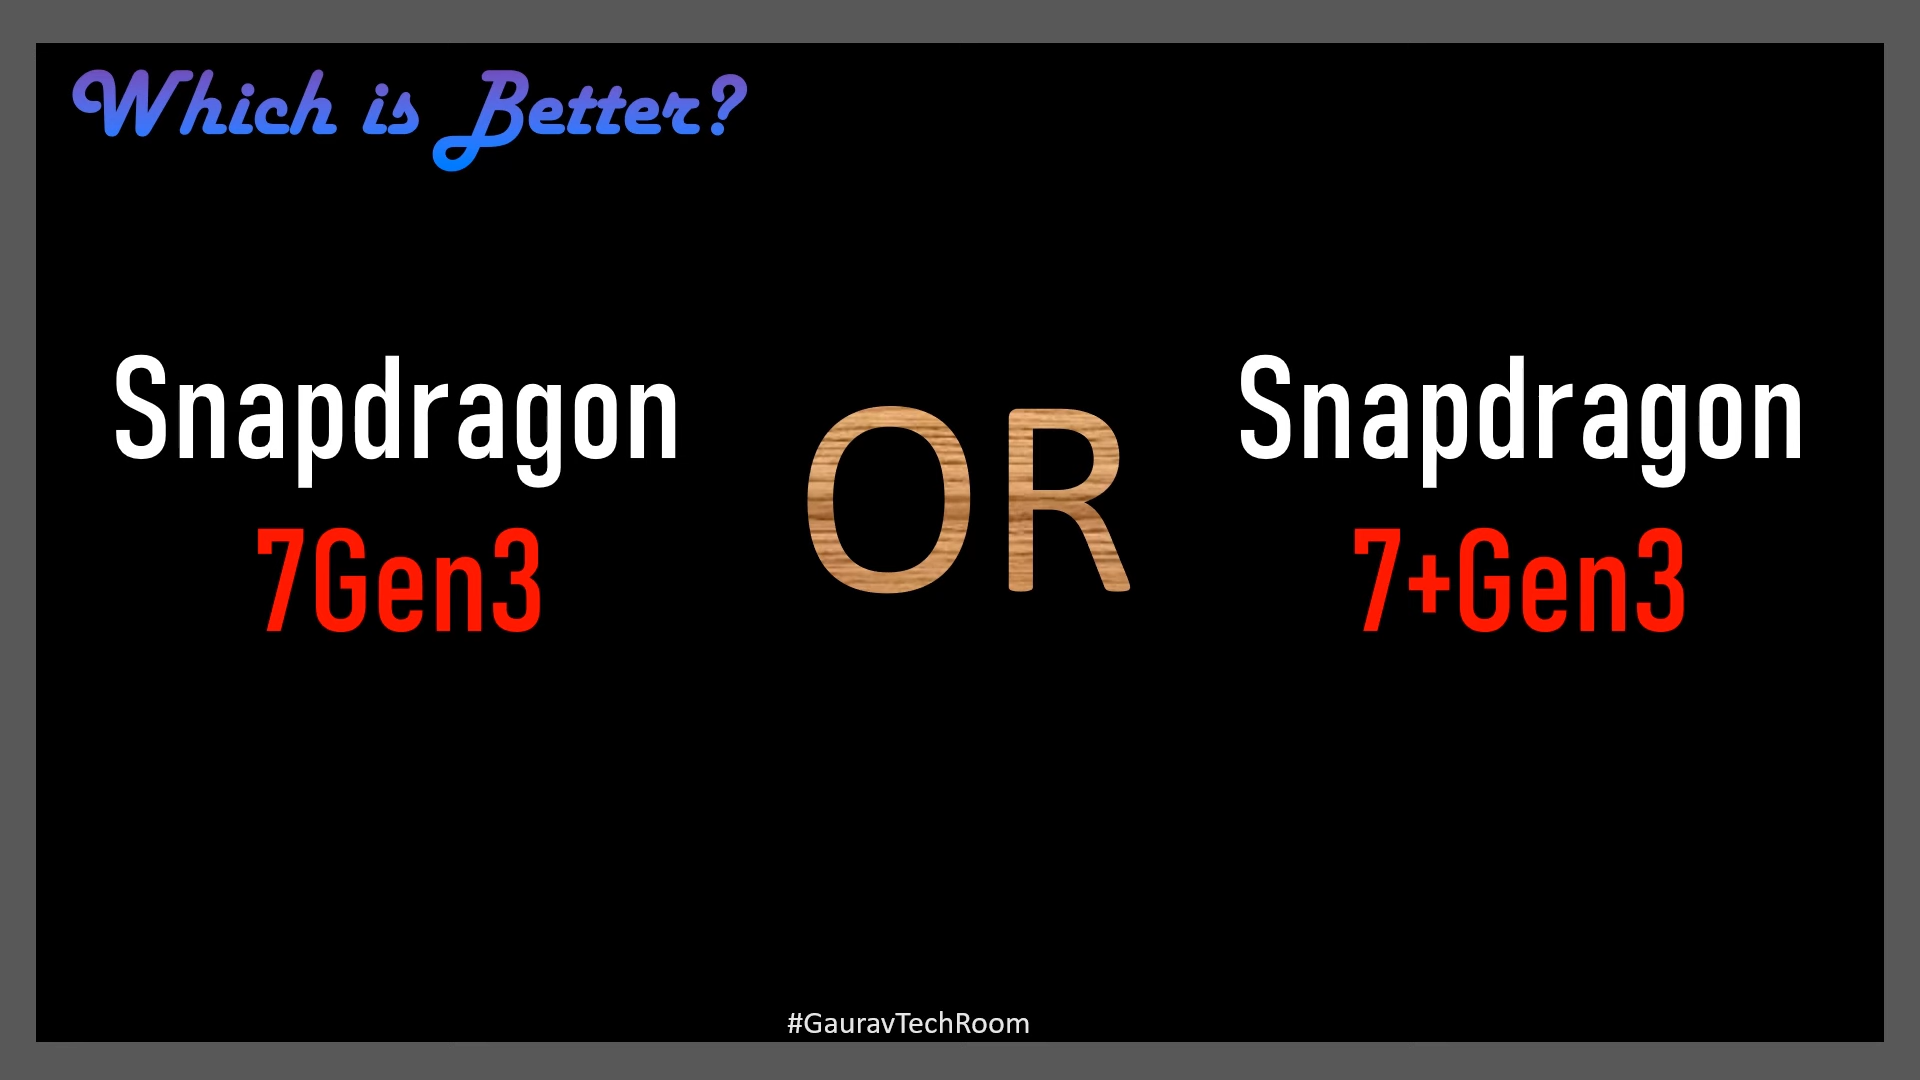 Which is Better?
Snapdragon
7Gen3
OR
Snapdragon
7+Gen3
#GauravTechRoom